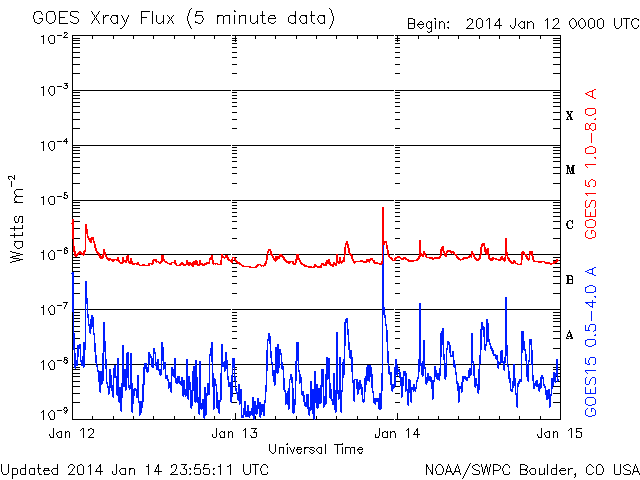 GOES Xray Flux (5 minute data)
Begin: 2014 Jan 12 0000 UTC
10⁻²
10⁻³
10⁻⁴
10⁻⁵
10⁻⁶
10⁻⁷
10⁻⁸
10⁻⁹
Watts m⁻²
X
M
C
B
A
GOES15 1.0-8.0 A
GOES15 0.5-4.0 A
Jan 12
Jan 13
Jan 14
Jan 15
Universal Time
Updated 2014 Jan 14 23:55:11 UTC
NOAA/SWPC Boulder, CO USA